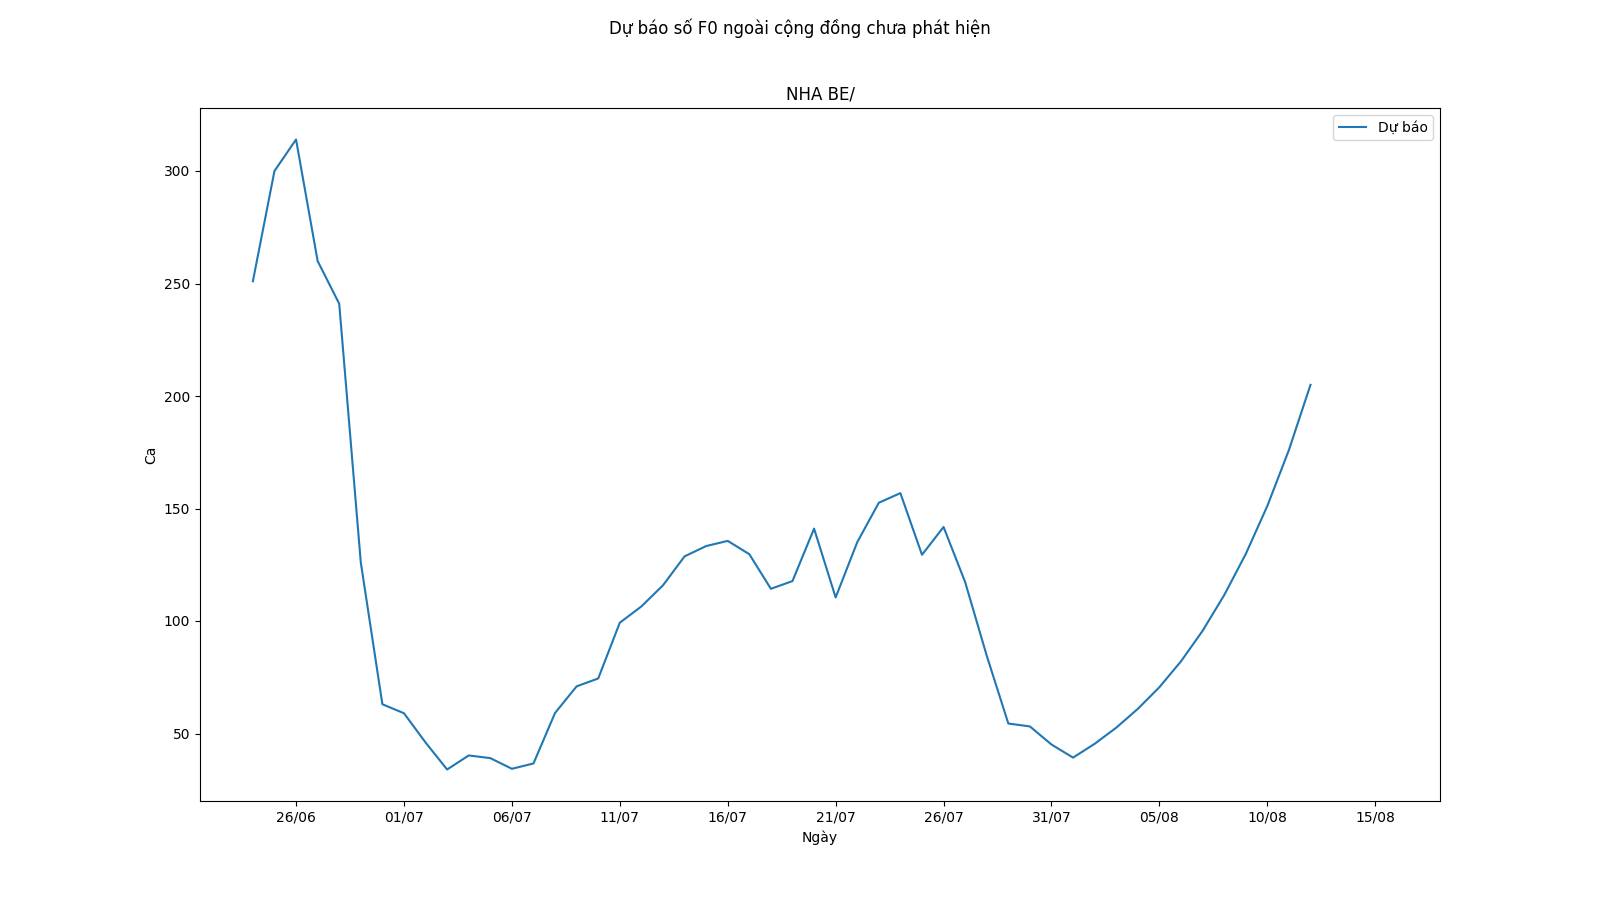 Dự báo số F0 ngoài cộng đồng chưa phát hiện
NHA BE/
Dự báo
300
250
200
150
100
50
Ca
26/06 01/07 06/07 11/07 16/07 21/07 26/07 31/07 05/08 10/08 15/08
Ngày